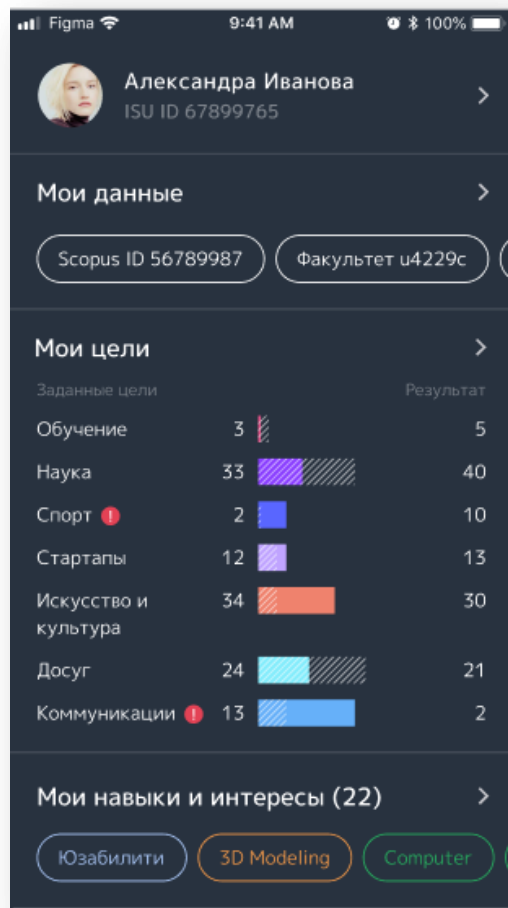 Figma 9:41 AM 100%
Александра Иванова
ISU ID 67899765
Мои данные
Scopus ID 56789987 Факультет u4229c
Мои цели
Заданные цели Результат
Обучение 3 5
Наука 33 40
Спорт ! 2 10
Стартапы 12 13
Искусство и 34 30
культура
Досуг 24 21
Коммуникации ! 13 2
Мои навыки и интересы (22)
Юзабилити 3D Modeling Computer